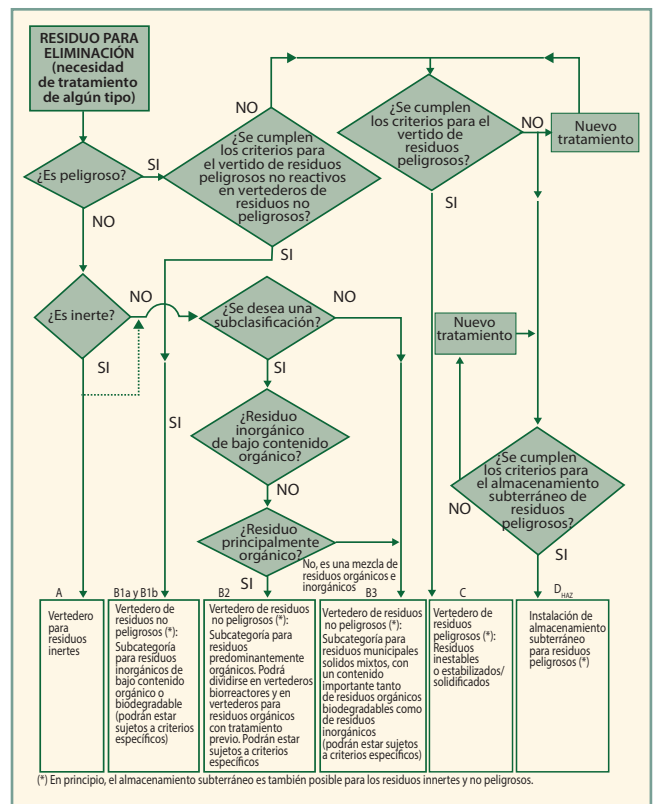 RESIDUO PARA
ELIMINACIÓN
(necesidad
de tratamiento
de algún tipo)
¿Es peligroso?
SI
NO
NO
¿Se cumplen
los criterios para
el vertido de residuos
peligrosos no reactivos
en vertederos de
residuos no
peligrosos?
SI
¿Se cumplen
los criterios para el
vertido de
residuos
peligrosos?
NO
SI
Nuevo
tratamiento
¿Es inerte?
NO
SI
SI
¿Se desea una
subclasificación?
NO
SI
Nuevo
tratamiento
¿Residuo
inorgánico
de bajo contenido
orgánico?
NO
¿Se cumplen
los criterios para
el almacenamiento
subterráneo de
residuos
peligrosos?
NO
SI
¿Residuo
principalmente
orgánico?
No, es una mezcla de
residuos orgánicos e
inorgánicos
SI
A
Vertedero
para
residuos
inertes
B1a y B1b
Vertedero de
residuos no
peligrosos (*):
Subcategoría
para residuos
inorgánicos de
bajo contenido
orgánico o
biodegradable
(podrán estar
sujetos a criterios
específicos)
B2
Vertedero de residuos
no peligrosos (*):
Subcategoría para
residuos
predominantemente
orgánicos. Podrá
dividirse en vertederos
biorreactores y en
vertederos para
residuos orgánicos
con tratamiento
previo. Podrán estar
sujetos a criterios
específicos
B3
Vertedero de residuos
no peligrosos (*):
Subcategoría para
residuos municipales
solidos mixtos, con
un contenido
importante tanto
de residuos orgánicos
biodegradables como
de residuos
inorgánicos
(podrán estar sujetos
a criterios específicos)
C
Vertedero de
residuos
peligrosos (*):
Residuos
inestables
o estabilizados/
solidificados
D HAZ
Instalación de
almacenamiento
subterráneo
para residuos
peligrosos (*)
(*) En principio, el almacenamiento subterráneo es también posible para los residuos innertes y no peligrosos.